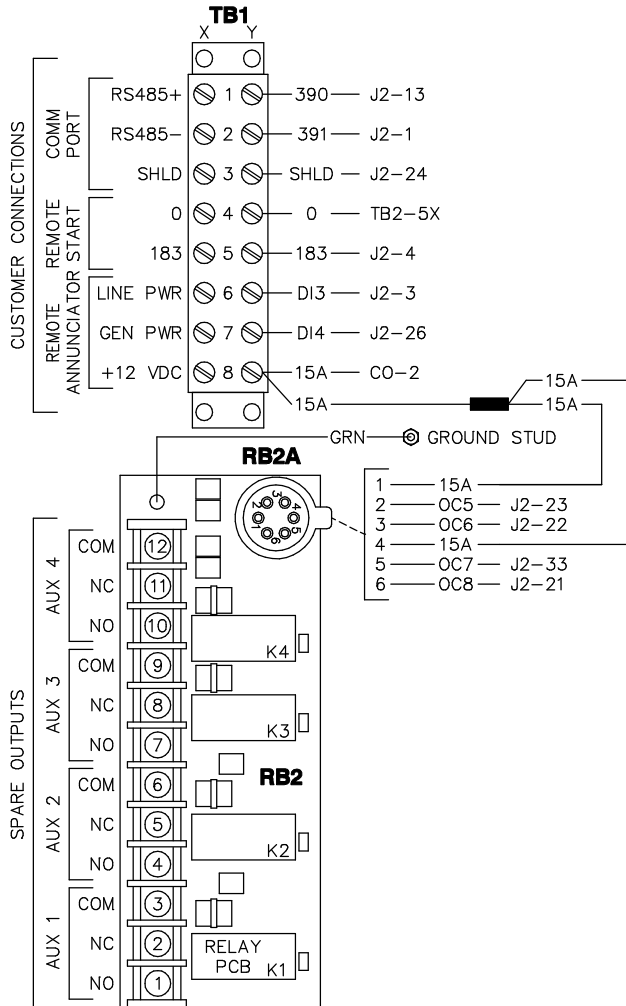 TB1
X Y
CUSTOMER CONNECTIONS
COMM PORT
RS485+ 1 390 J2-13
RS485- 2 391 J2-1
SHLD 3 SHLD J2-24
REMOTE START
0 4 0 TB2-5X
183 5 183 J2-4
REMOTE ANNUNCIATOR
LINE PWR 6 DI3 J2-3
GEN PWR 7 DI4 J2-26
+12 VDC 8 15A CO-2
15A
15A
15A
GRN GROUND STUD
RB2A
1 2 3 4 5 6
1 15A
2 OC5 J2-23
3 OC6 J2-22
4 15A
5 OC7 J2-33
6 OC8 J2-21
SPARE OUTPUTS
AUX 4
COM 12
NC 11
NO 10
K4
AUX 3
COM 9
NC 8
NO 7
K3
RB2
AUX 2
COM 6
NC 5
NO 4
K2
AUX 1
COM 3
NC 2
NO 1
RELAY
PCB K1